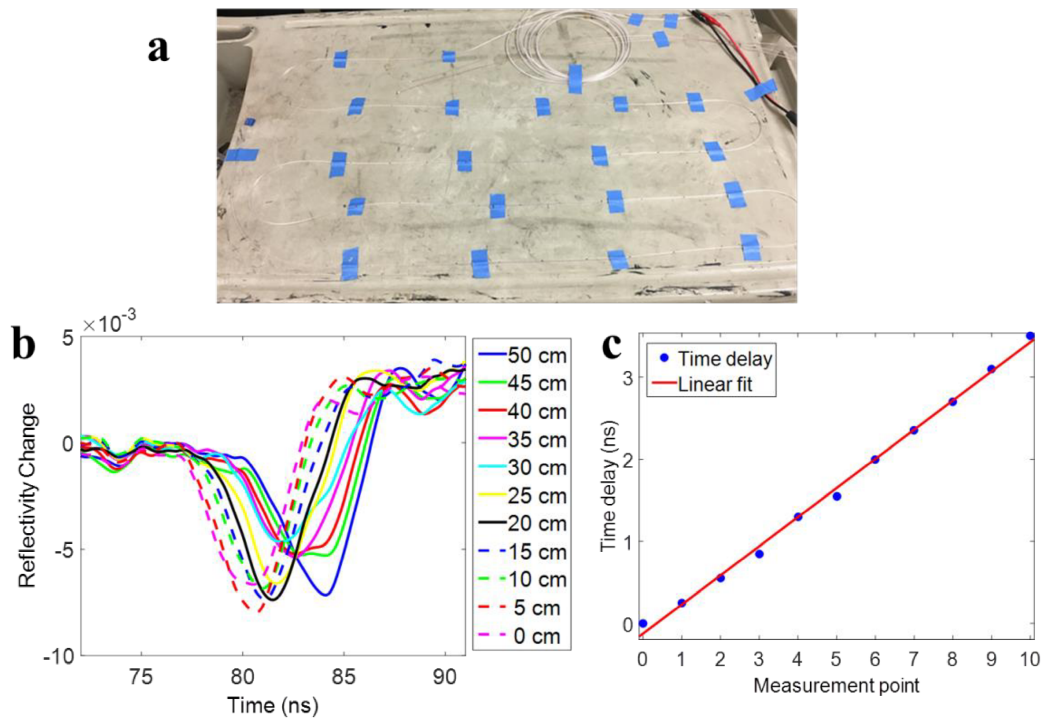 a
b
×10⁻³
5
0
-5
-10
Reflectivity Change
75
80
85
90
Time (ns)
50 cm
45 cm
40 cm
35 cm
30 cm
25 cm
20 cm
15 cm
10 cm
5 cm
0 cm
c
Time delay
Linear fit
3
2
1
0
Time delay (ns)
0 1 2 3 4 5 6 7 8 9 10
Measurement point